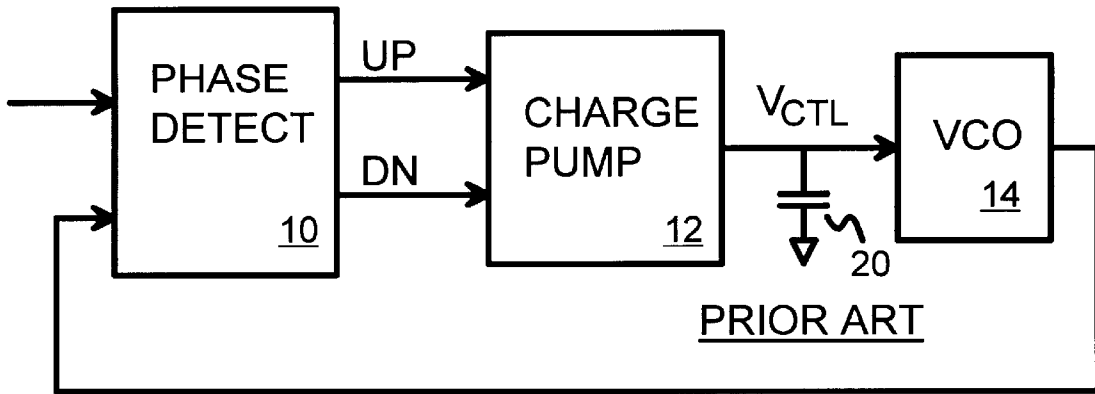 PHASE
DETECT
10
UP
DN
CHARGE
PUMP
12
VCTL
20
VCO
14
PRIOR ART